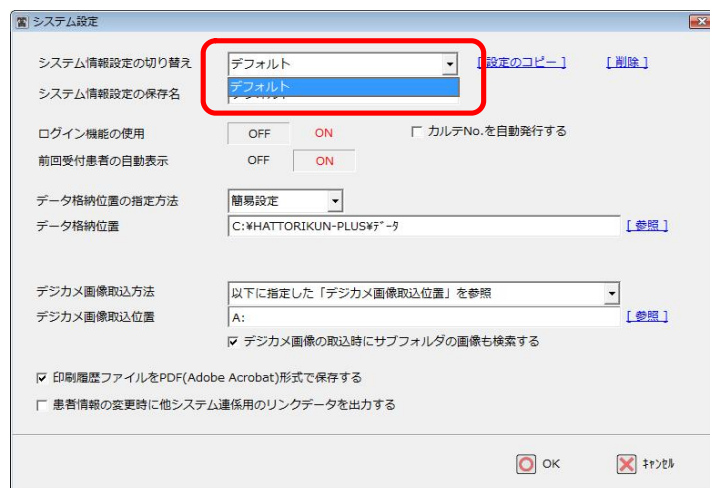 システム設定
システム情報設定の切り替え デフォルト [設定のコピー] [削除]
デフォルト
システム情報設定の保存名
ログイン機能の使用 OFF ON カルテNo.を自動発行する
前回受付患者の自動表示 OFF ON
データ格納位置の指定方法 簡易設定
データ格納位置 C:¥HATTORIKUN-PLUS¥ﾃﾞｰﾀ [参照]
デジカメ画像取込方法 以下に指定した「デジカメ画像取込位置」を参照
デジカメ画像取込位置 A: [参照]
デジカメ画像の取込時にサブフォルダの画像も検索する
印刷履歴ファイルをPDF(Adobe Acrobat)形式で保存する
患者情報の変更時に他システム連係用のリンクデータを出力する
OK ｷｬﾝｾﾙ